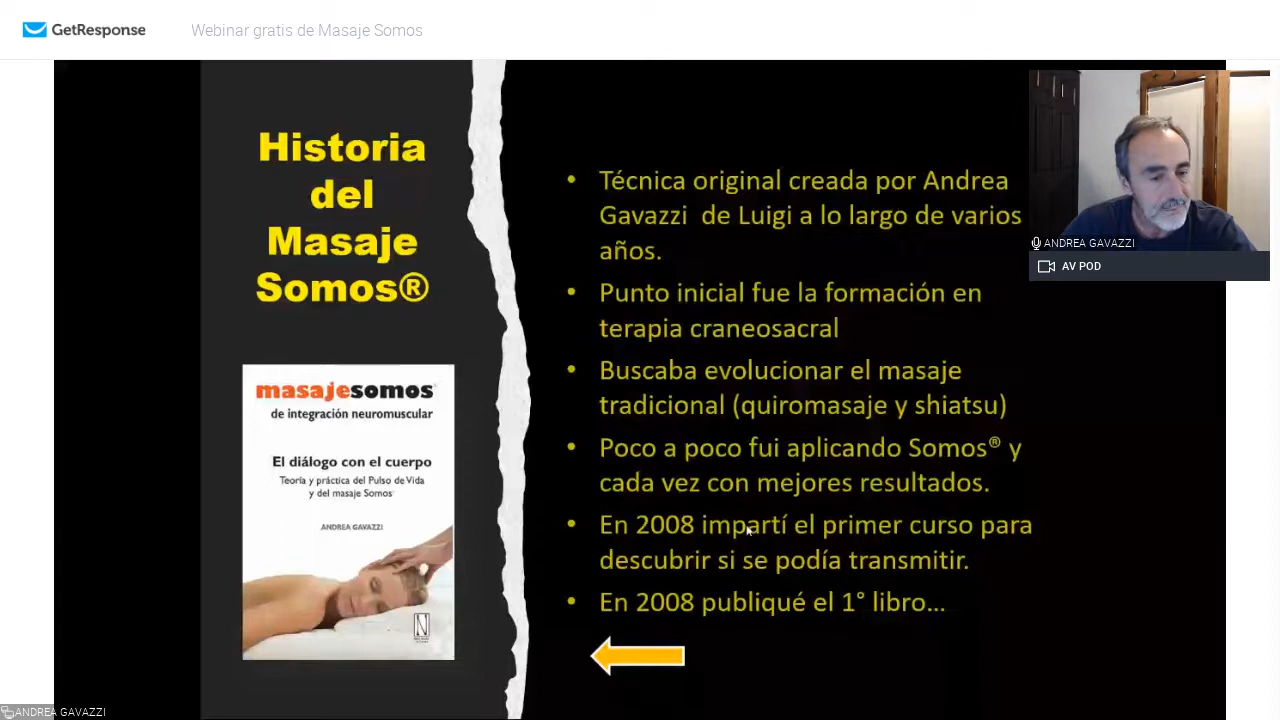 GetResponse
Webinar gratis de Masaje Somos
Historia
del
Masaje
Somos®
masajesomos®
de integración neuromuscular
El diálogo con el cuerpo
Teoría y práctica del Pulso de Vida
y del masaje Somos
ANDREA GAVAZZI
N
• Técnica original creada por Andrea
Gavazzi de Luigi a lo largo de varios
años.
• Punto inicial fue la formación en
terapia craneosacral
• Buscaba evolucionar el masaje
tradicional (quiromasaje y shiatsu)
• Poco a poco fui aplicando Somos® y
cada vez con mejores resultados.
• En 2008 impartí el primer curso para
descubrir si se podía transmitir.
• En 2008 publiqué el 1° libro...
ANDREA GAVAZZI
AV POD
ANDREA GAVAZZI